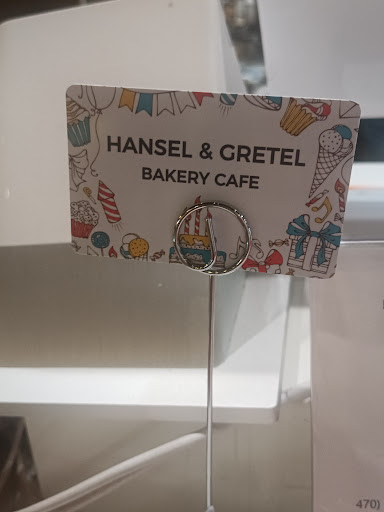 HANSEL & GRETEL
BAKERY CAFE
470)